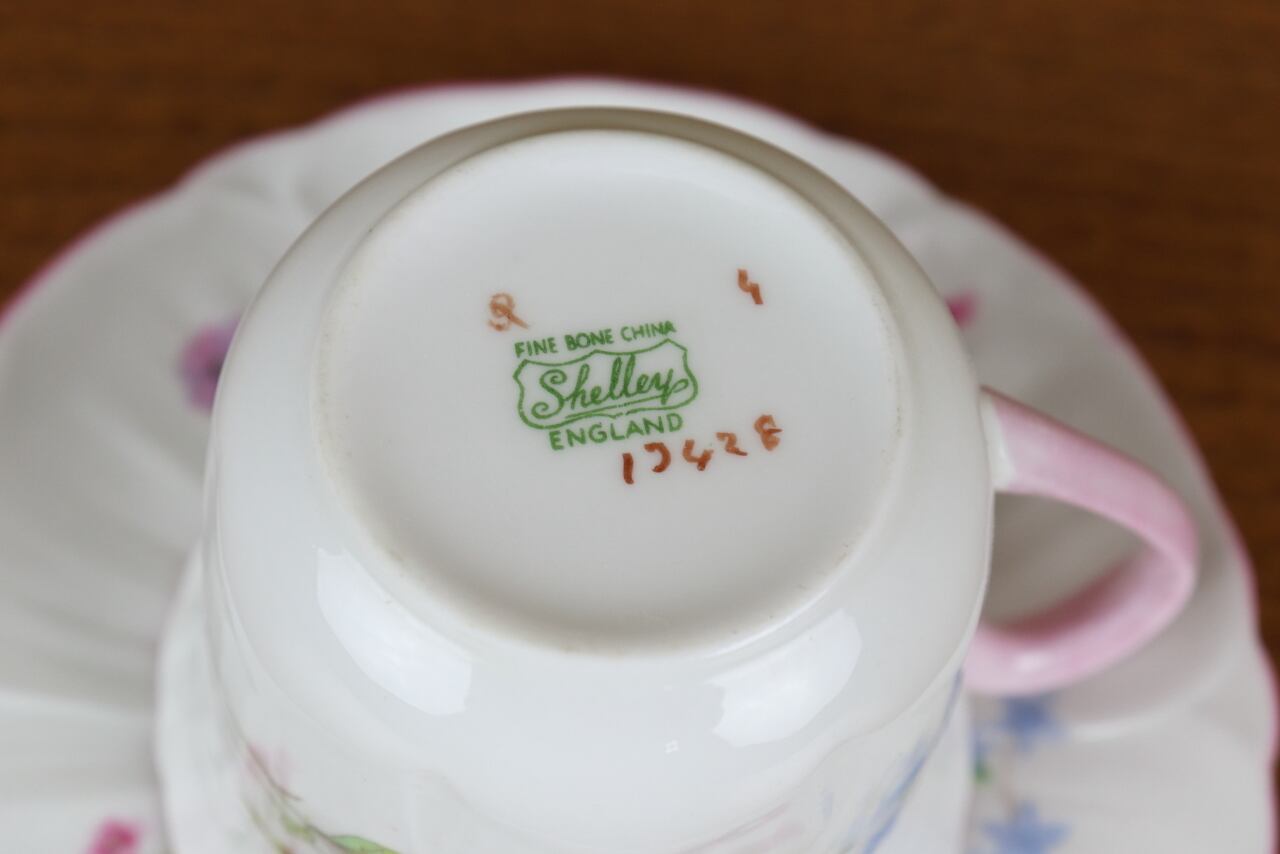 4
FINE BONE CHINA
Shelley
ENGLAND
13428